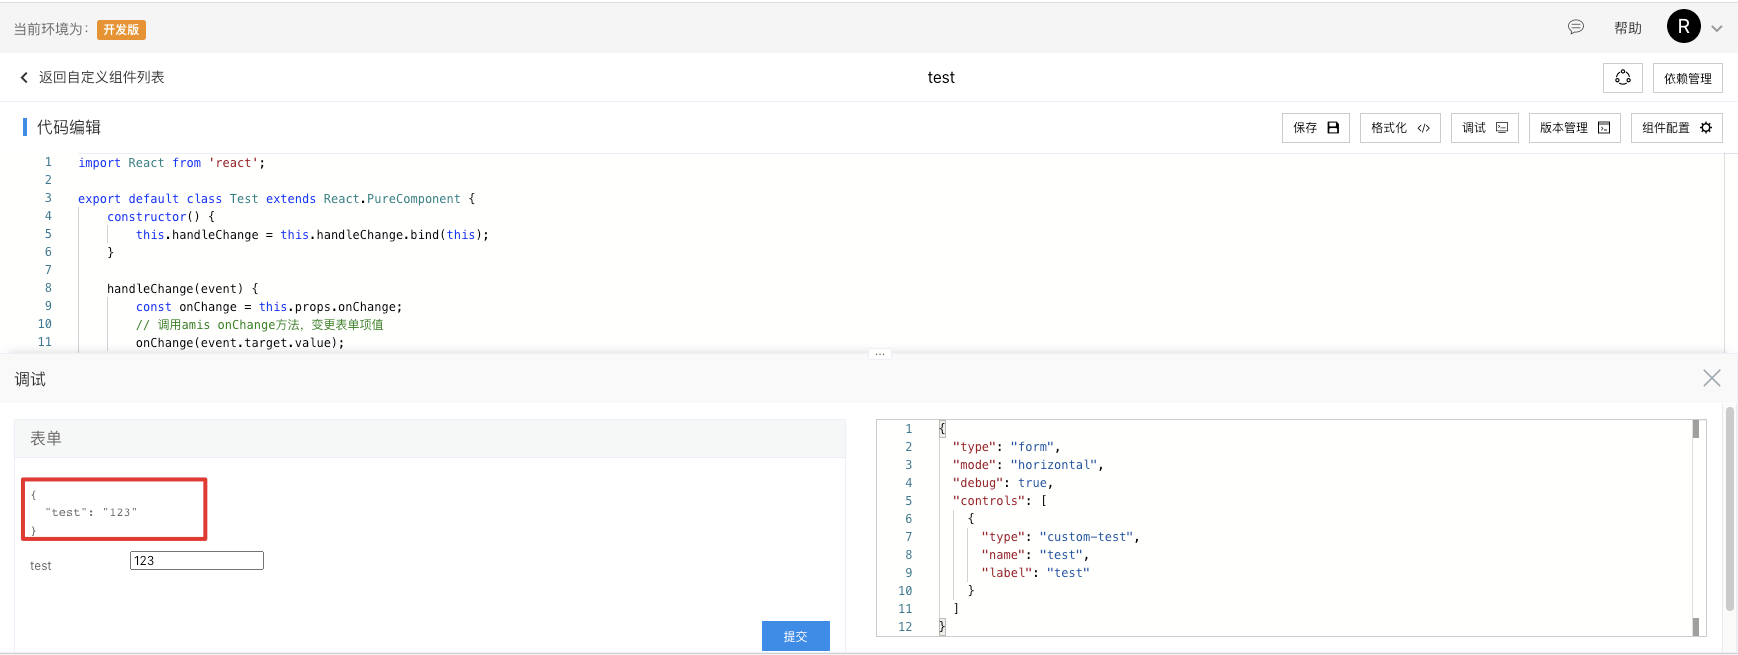 当前环境为： 开发版 帮助 R
返回自定义组件列表 test 依赖管理
代码编辑 保存 格式化 调试 版本管理 组件配置
1 import React from 'react';
2
3 export default class Test extends React.PureComponent {
4 constructor() {
5 this.handleChange = this.handleChange.bind(this);
6 }
7
8 handleChange(event) {
9 const onChange = this.props.onChange;
10 // 调用amis onChange方法，变更表单项值
11 onChange(event.target.value);
调试
表单
{
"test": "123"
}
test 123
提交
1 {
2 "type": "form",
3 "mode": "horizontal",
4 "debug": true,
5 "controls": [
6 {
7 "type": "custom-test",
8 "name": "test",
9 "label": "test"
10 }
11 ]
12 }